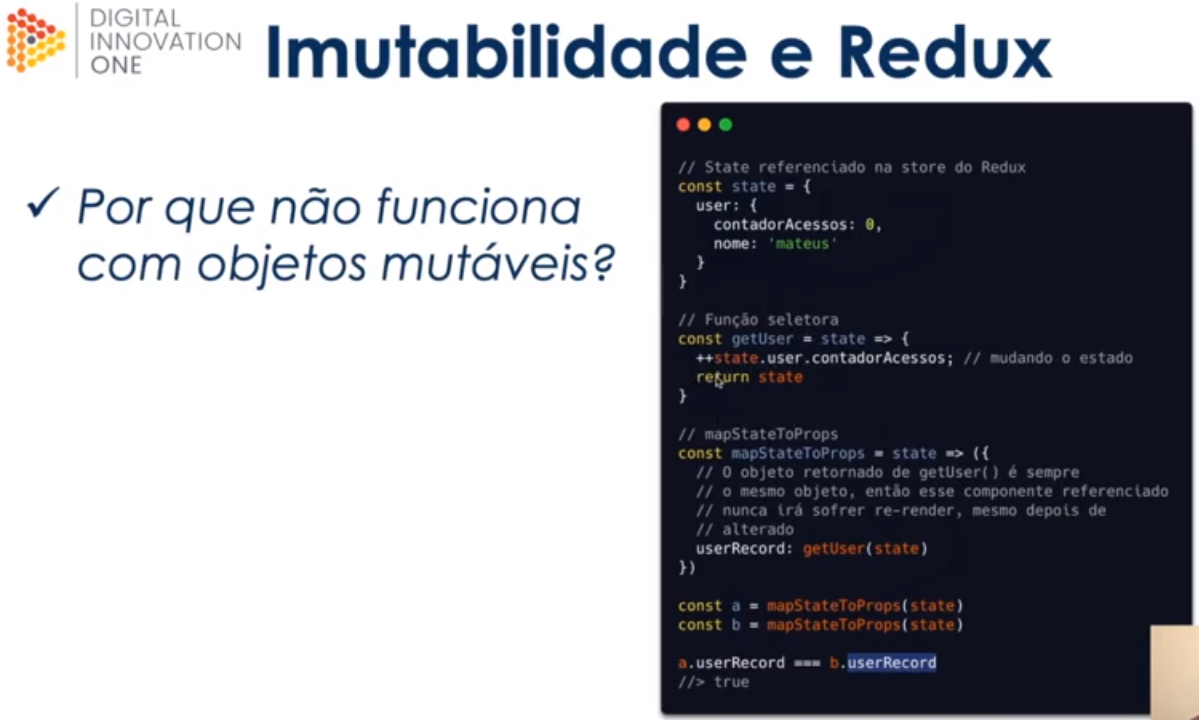 DIGITAL
INNOVATION
ONE
Imutabilidade e Redux
✓ Por que não funciona
com objetos mutáveis?
// State referenciado na store do Redux
const state = {
  user: {
    contadorAcessos: 0,
    nome: 'mateus'
  }
}
// Função seletora
const getUser = state => {
  ++state.user.contadorAcessos; // mudando o estado
  return state
}
// mapStateToProps
const mapStateToProps = state => ({
  // O objeto retornado de getUser() é sempre
  // o mesmo objeto, então esse componente referenciado
  // nunca irá sofrer re-render, mesmo depois de
  // alterado
  userRecord: getUser(state)
})
const a = mapStateToProps(state)
const b = mapStateToProps(state)
a.userRecord === b.userRecord
//> true